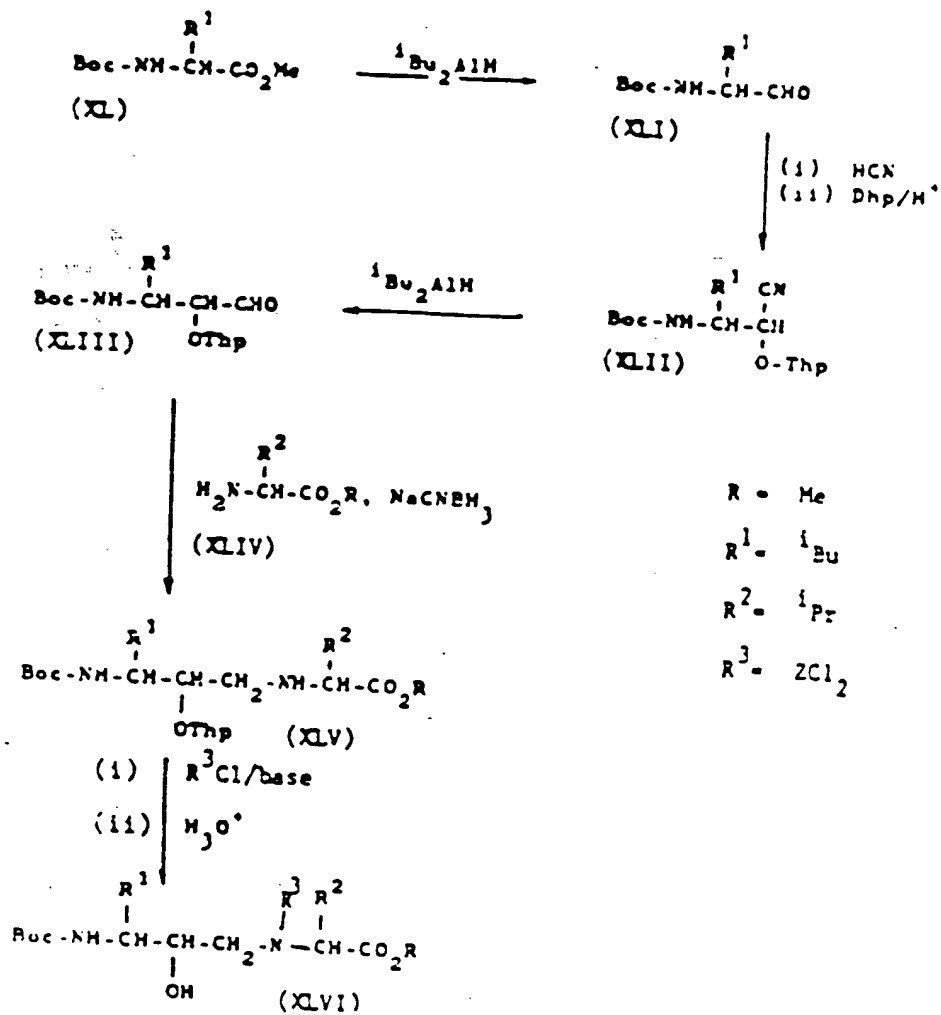 R¹
Boc-NH-CH-CO₂Me
(XL)
ⁱBu₂AlH
R¹
Boc-NH-CH-CHO
(XLI)
(i) HCN
(ii) Dhp/H⁺
R¹ CN
Boc-NH-CH-CH
(XLII) O-Thp
ⁱBu₂AlH
R¹
Boc-NH-CH-CH-CHO
(XLIII) OThp
R²
H₂N-CH-CO₂R, NaCNBH₃
(XLIV)
R = Me
R¹= ⁱBu
R²= ⁱPr
R³= ZCl₂
R¹ R²
Boc-NH-CH-CH-CH₂-NH-CH-CO₂R
OThp (XLV)
(i) R³Cl/base
(ii) H₃O⁺
R¹ R³ R²
Boc-NH-CH-CH-CH₂-N-CH-CO₂R
OH (XLVI)